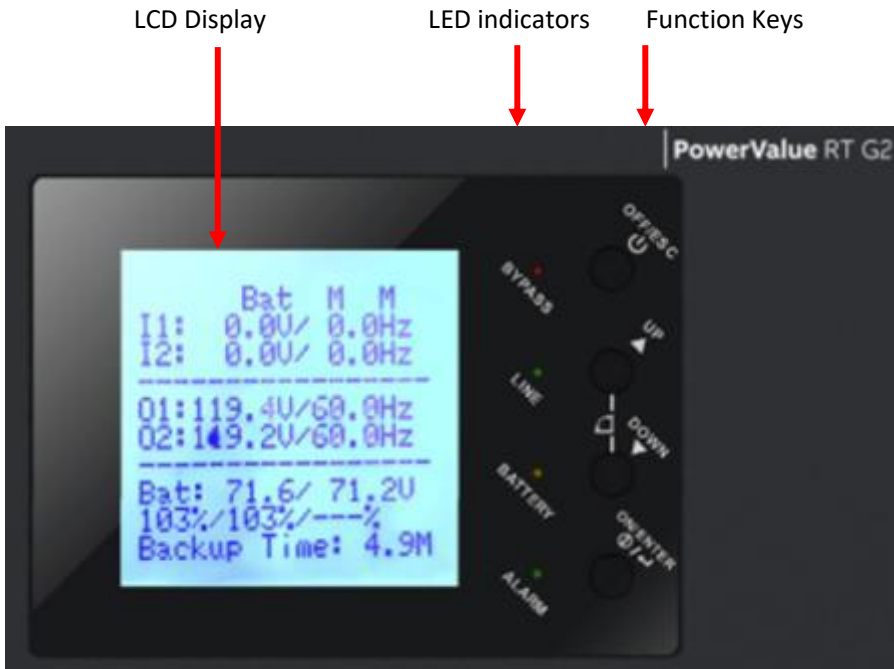 LCD Display LED indicators Function Keys
PowerValue RT G2
Bat M M
I1: 0.0V/ 0.0Hz
I2: 0.0V/ 0.0Hz
O1:119.4V/60.0Hz
O2:119.2V/60.0Hz
Bat: 71.6/ 71.2V
103%/103%/---%
Backup Time: 4.9M
BYPASS
LINE
BATTERY
ALARM
OFF/ESC
UP
DOWN
ON/ENTER